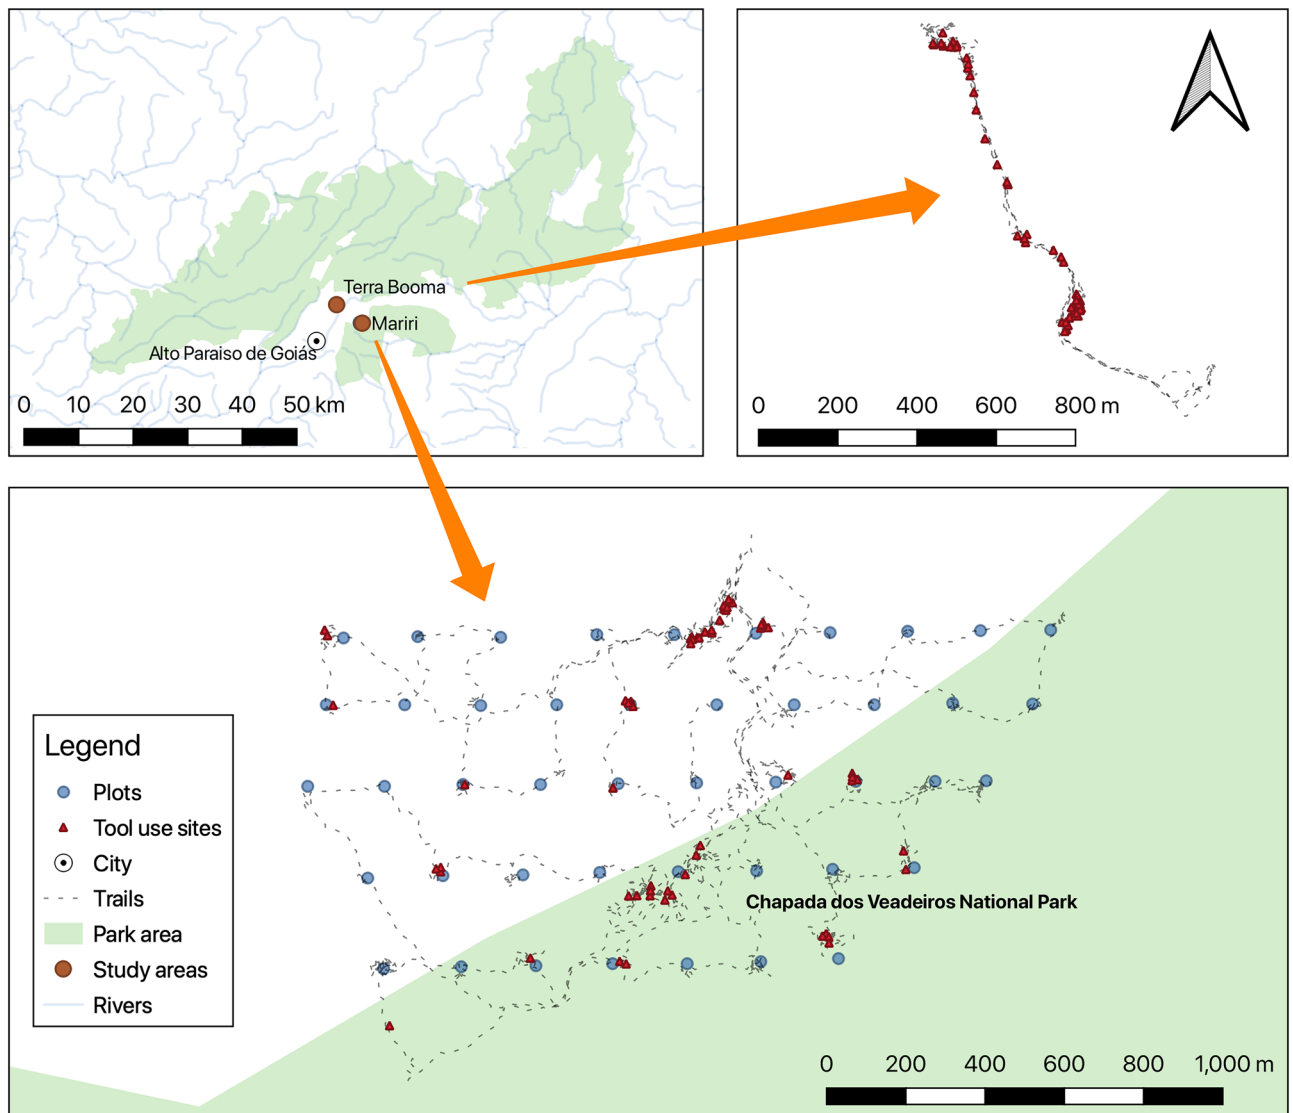 Terra Booma
Mariri
Alto Paraiso de Goiás
0 10 20 30 40 50 km
0 200 400 600 800 m
Legend
Plots
Tool use sites
City
Trails
Park area
Study areas
Rivers
Chapada dos Veadeiros National Park
0 200 400 600 800 1,000 m